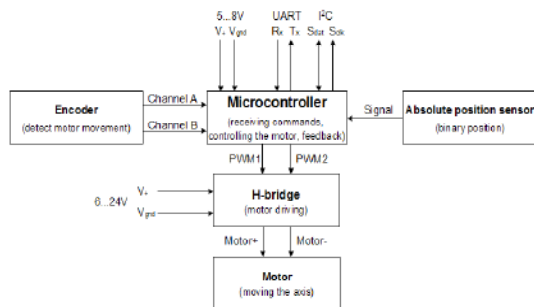 5...8V UART I²C
V+ Vgnd Rx Tx Sdat Sclk
Encoder
(detect motor movement)
Channel A
Channel B
Microcontroller
(receiving commands,
controlling the motor, feedback)
Signal
Absolute position sensor
(binary position)
PWM1 PWM2
6...24V
V+
Vgnd
H-bridge
(motor driving)
Motor+ Motor-
Motor
(moving the axis)